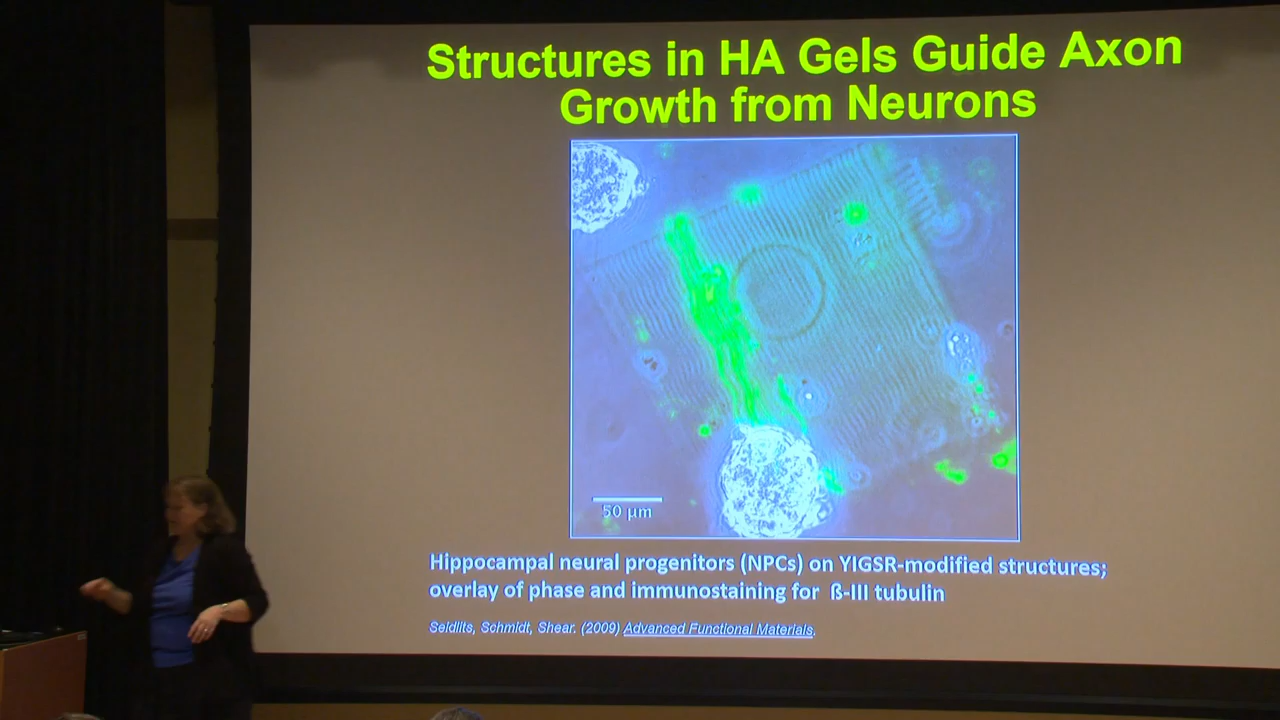 Structures in HA Gels Guide Axon
Growth from Neurons
50 µm
Hippocampal neural progenitors (NPCs) on YIGSR-modified structures;
overlay of phase and immunostaining for ß-III tubulin
Seidlits, Schmidt, Shear. (2009) Advanced Functional Materials.